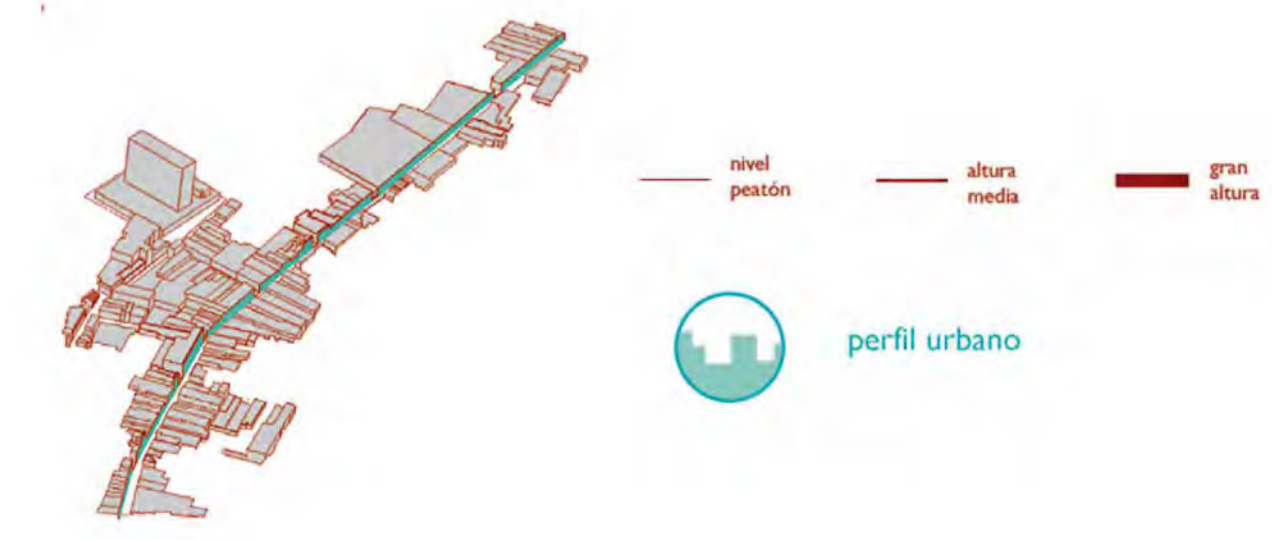 nivel
peatón
altura
media
gran
altura
perfil urbano